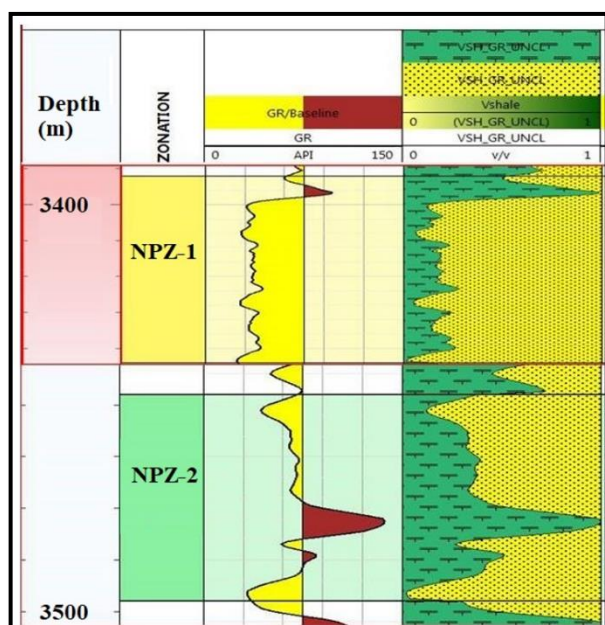 Depth
(m)
ZONATION
GR/Baseline
GR
0 API 150
VSH_GR_UNCL
VSH_GR_UNCL
Vshale
0 (VSH_GR_UNCL) 1
VSH_GR_UNCL
0 v/v 1
3400
NPZ-1
NPZ-2
3500